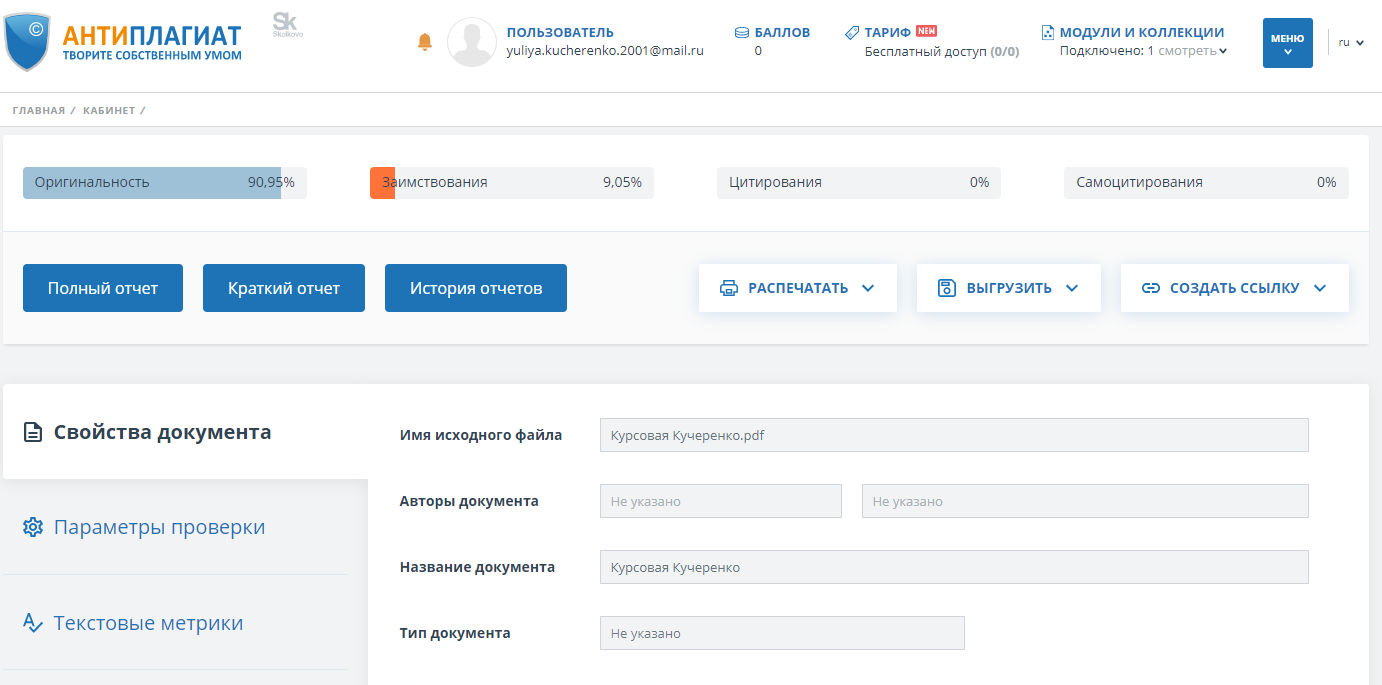 ©
АНТИПЛАГИАТ
ТВОРИТЕ СОБСТВЕННЫМ УМОМ
Sk
Skolkovo
ПОЛЬЗОВАТЕЛЬ
yuliya.kucherenko.2001@mail.ru
БАЛЛОВ
0
ТАРИФ NEW
Бесплатный доступ (0/0)
МОДУЛИ И КОЛЛЕКЦИИ
Подключено: 1 смотреть
МЕНЮ
ru
ГЛАВНАЯ / КАБИНЕТ /
Оригинальность 90,95%
Заимствования 9,05%
Цитирования 0%
Самоцитирования 0%
Полный отчет
Краткий отчет
История отчетов
РАСПЕЧАТАТЬ
ВЫГРУЗИТЬ
СОЗДАТЬ ССЫЛКУ
Свойства документа
Параметры проверки
Текстовые метрики
Имя исходного файла Курсовая Кучеренко.pdf
Авторы документа Не указано Не указано
Название документа Курсовая Кучеренко
Тип документа Не указано